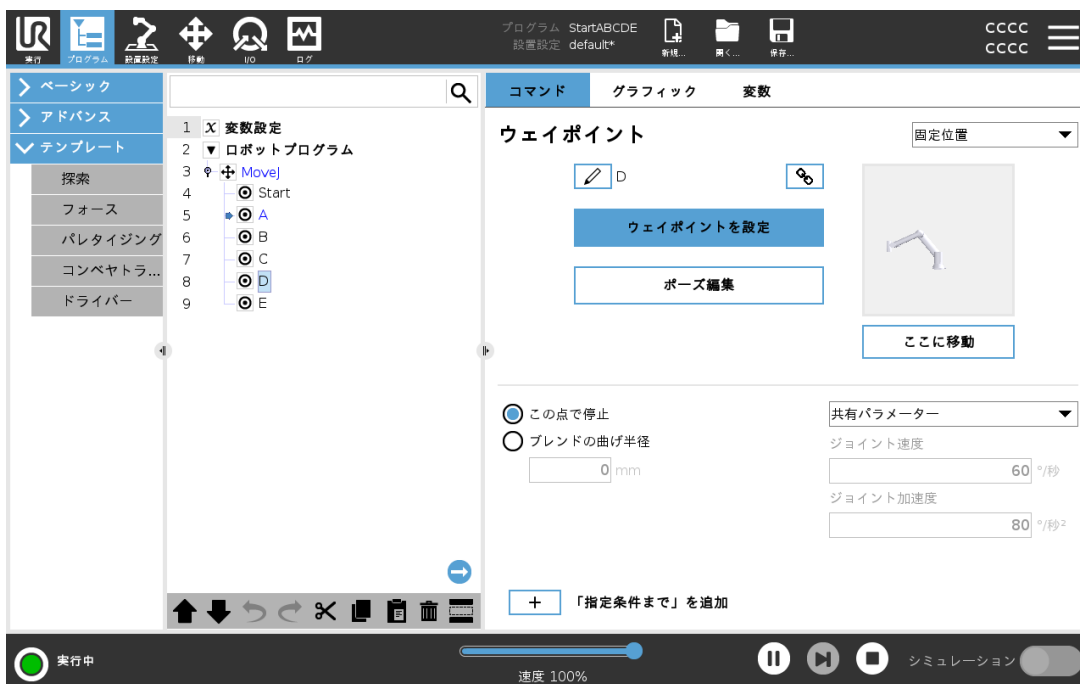 プログラム StartABCDE
設置設定 default*
CCCC
CCCC
実行 プログラム 設置設定 移動 I/O ログ 新規... 開く... 保存...
ベーシック
アドバンス
テンプレート
探索
フォース
パレタイジング
コンベヤトラ...
ドライバー
1 x 変数設定
2 ロボットプログラム
3 MoveJ
4 Start
5 A
6 B
7 C
8 D
9 E
コマンド グラフィック 変数
ウェイポイント 固定位置
D
ウェイポイントを設定
ポーズ編集
ここに移動
この点で停止 共有パラメーター
ブレンドの曲げ半径 ジョイント速度
0 mm 60 °/秒
ジョイント加速度
80 °/秒²
+ 「指定条件まで」を追加
実行中
速度 100%
シミュレーション